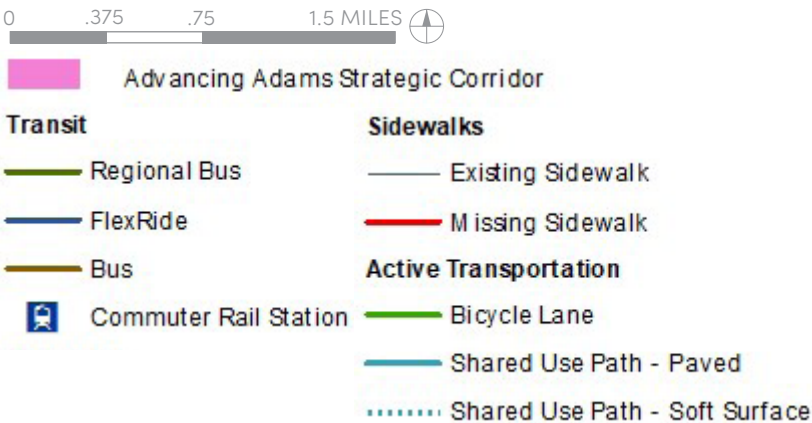 0 .375 .75 1.5 MILES
Advancing Adams Strategic Corridor
Transit
Regional Bus
FlexRide
Bus
Commuter Rail Station
Sidewalks
Existing Sidewalk
Missing Sidewalk
Active Transportation
Bicycle Lane
Shared Use Path - Paved
Shared Use Path - Soft Surface